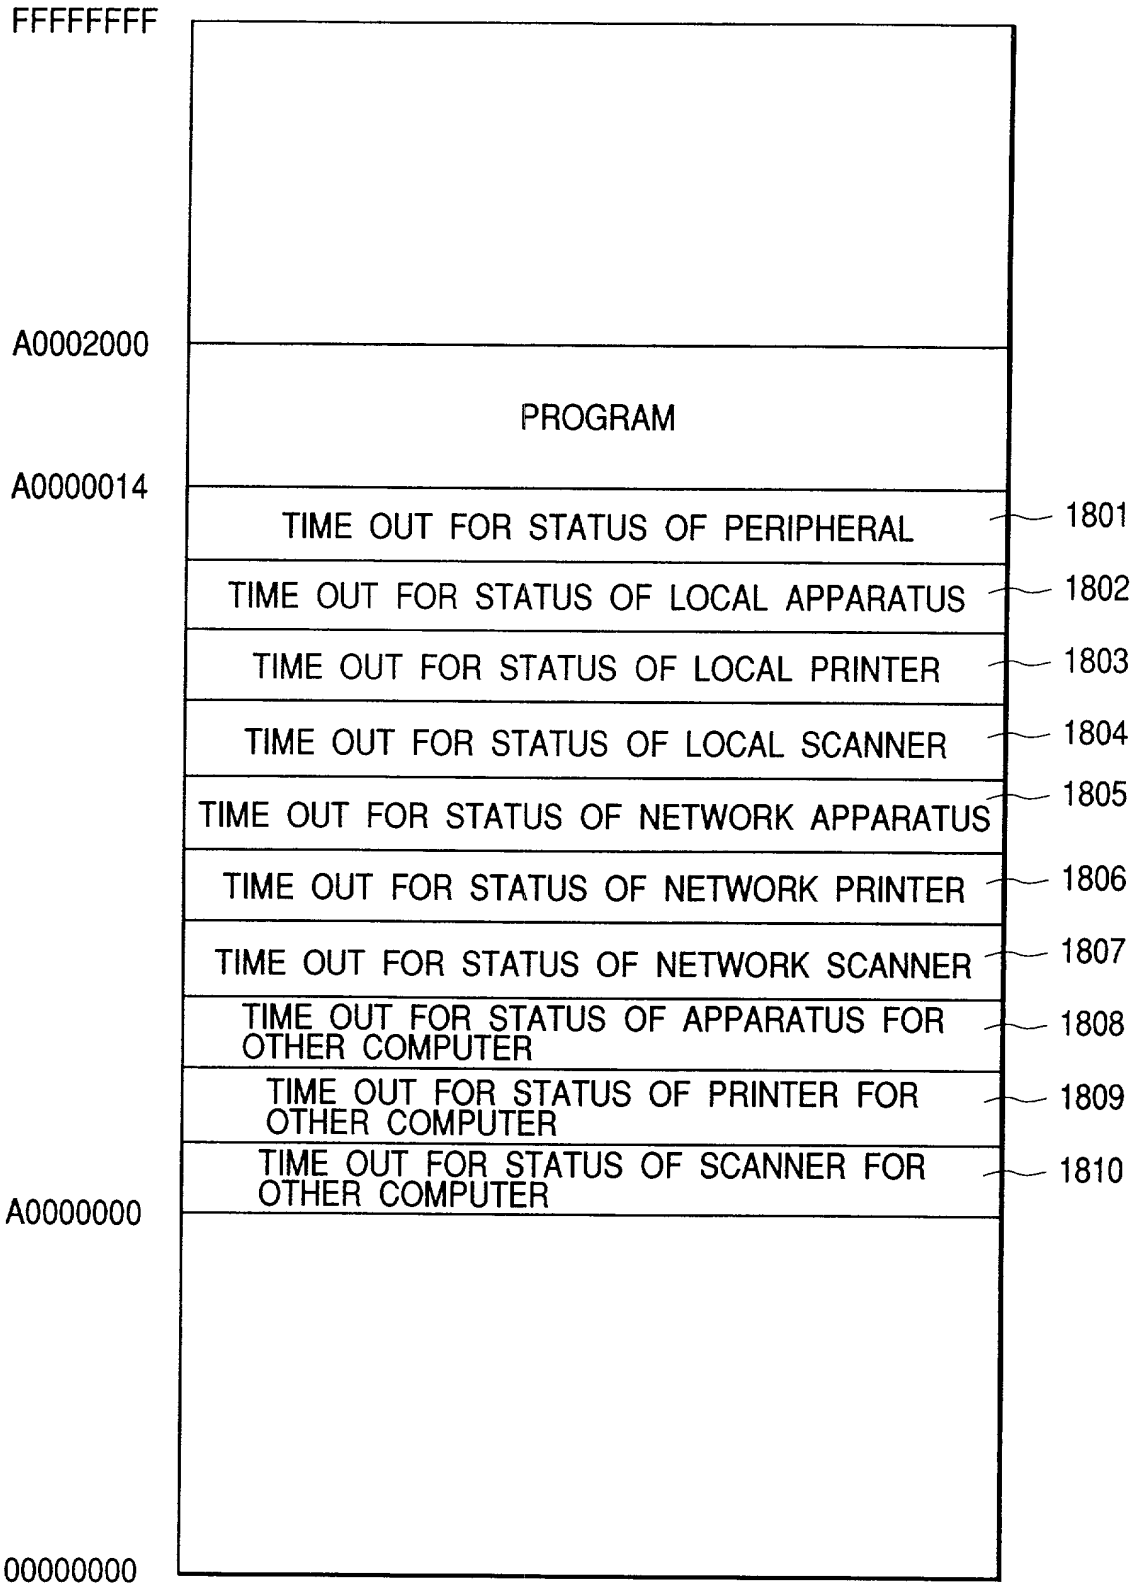 FFFFFFFF
A0002000
PROGRAM
A0000014
TIME OUT FOR STATUS OF PERIPHERAL 1801
TIME OUT FOR STATUS OF LOCAL APPARATUS 1802
TIME OUT FOR STATUS OF LOCAL PRINTER 1803
TIME OUT FOR STATUS OF LOCAL SCANNER 1804
TIME OUT FOR STATUS OF NETWORK APPARATUS 1805
TIME OUT FOR STATUS OF NETWORK PRINTER 1806
TIME OUT FOR STATUS OF NETWORK SCANNER 1807
TIME OUT FOR STATUS OF APPARATUS FOR 1808
OTHER COMPUTER
TIME OUT FOR STATUS OF PRINTER FOR 1809
OTHER COMPUTER
TIME OUT FOR STATUS OF SCANNER FOR 1810
OTHER COMPUTER
A0000000
00000000